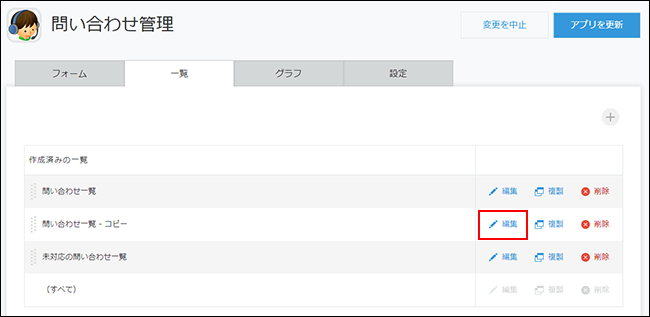 問い合わせ管理
変更を中止
アプリを更新
フォーム
一覧
グラフ
設定
作成済みの一覧
問い合わせ一覧 編集 複製 削除
問い合わせ一覧 - コピー 編集 複製 削除
未対応の問い合わせ一覧 編集 複製 削除
(すべて) 編集 複製 削除